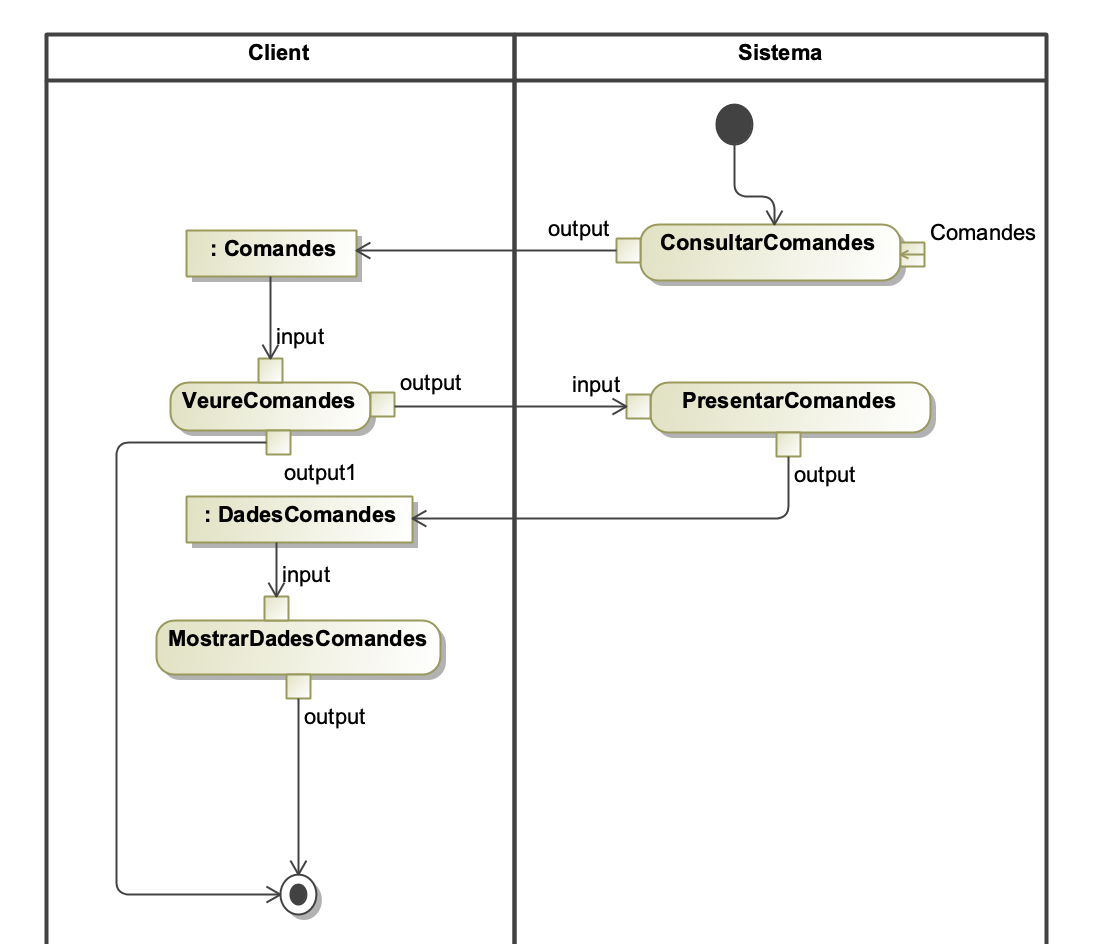 Client
Sistema
Comandes
output
ConsultarComandes
: Comandes
input
output
input
VeureComandes
PresentarComandes
output1
output
: DadesComandes
input
MostrarDadesComandes
output